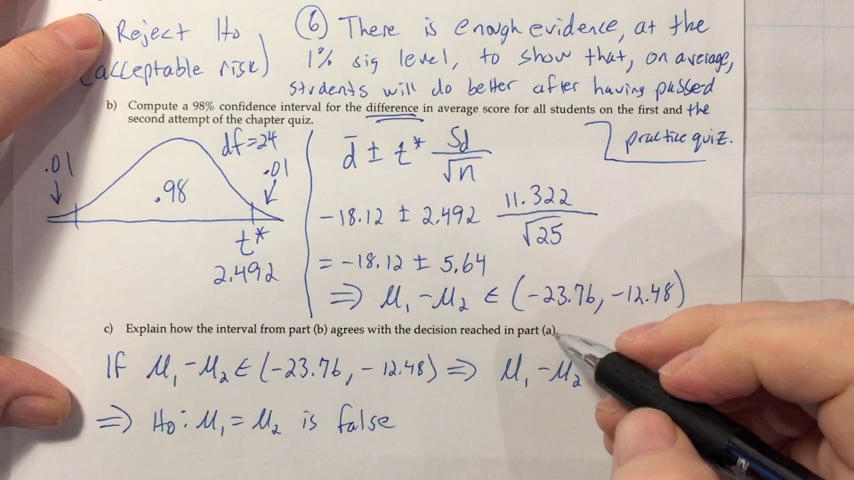 Reject Ho
(acceptable risk)
⑥ There is enough evidence, at the
1% sig level, to show that, on average,
students will do better after having passed
the practice quiz.
b) Compute a 98% confidence interval for the difference in average score for all students on the first and
second attempt of the chapter quiz.
df=24
.01
.01
.98
t*
2.492
d̄ ± t* Sd/√n
-18.12 ± 2.492 11.322/√25
= -18.12 ± 5.64
⇒ μ₁-μ₂ ∈ (-23.76, -12.48)
c) Explain how the interval from part (b) agrees with the decision reached in part (a).
If μ₁-μ₂ ∈ (-23.76, -12.48) ⇒ μ₁-μ₂
⇒ Ho: μ₁=μ₂ is false